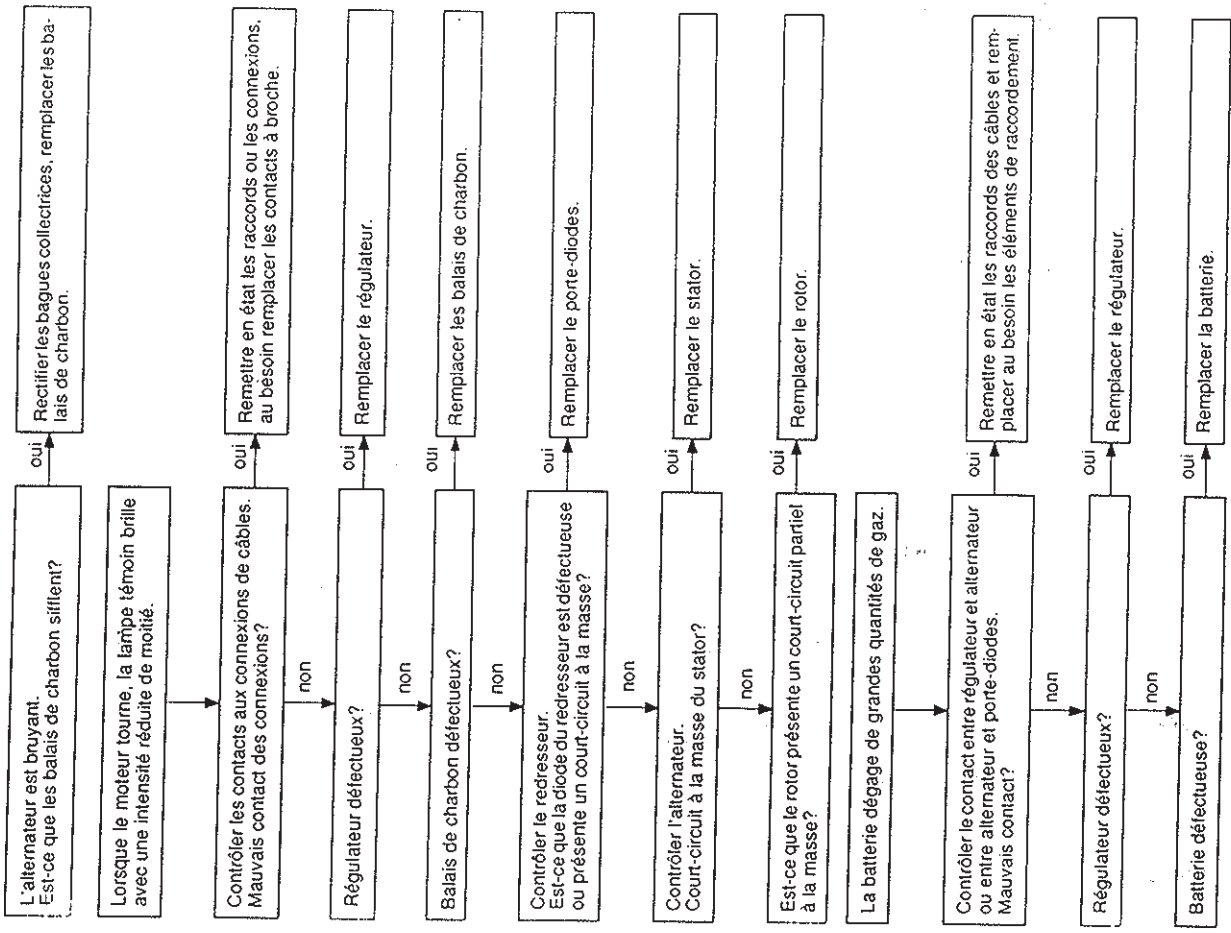 L'alternateur est bruyant.
Est-ce que les balais de charbon sifflent?
oui
Rectifier les bagues collectrices, remplacer les ba-
lais de charbon.
Lorsque le moteur tourne, la lampe témoin brille
avec une intensité réduite de moitié.
Contrôler les contacts aux connexions de câbles.
Mauvais contact des connexions?
oui
Remettre en état les raccords ou les connexions,
au besoin remplacer les contacts à broche.
non
Régulateur défectueux?
oui
Remplacer le régulateur.
non
Balais de charbon défectueux?
oui
Remplacer les balais de charbon.
non
Contrôler le redresseur.
Est-ce que la diode du redresseur est défectueuse
ou présente un court-circuit à la masse?
oui
Remplacer le porte-diodes.
non
Contrôler l'alternateur.
Court-circuit à la masse du stator?
oui
Remplacer le stator.
non
Est-ce que le rotor présente un court-circuit partiel
à la masse?
oui
Remplacer le rotor.
La batterie dégage de grandes quantités de gaz.
Contrôler le contact entre régulateur et alternateur
ou entre alternateur et porte-diodes.
Mauvais contact?
oui
Remettre en état les raccords des câbles et rem-
placer au besoin les éléments de raccordement.
non
Régulateur défectueux?
oui
Remplacer le régulateur.
non
Batterie défectueuse?
oui
Remplacer la batterie.